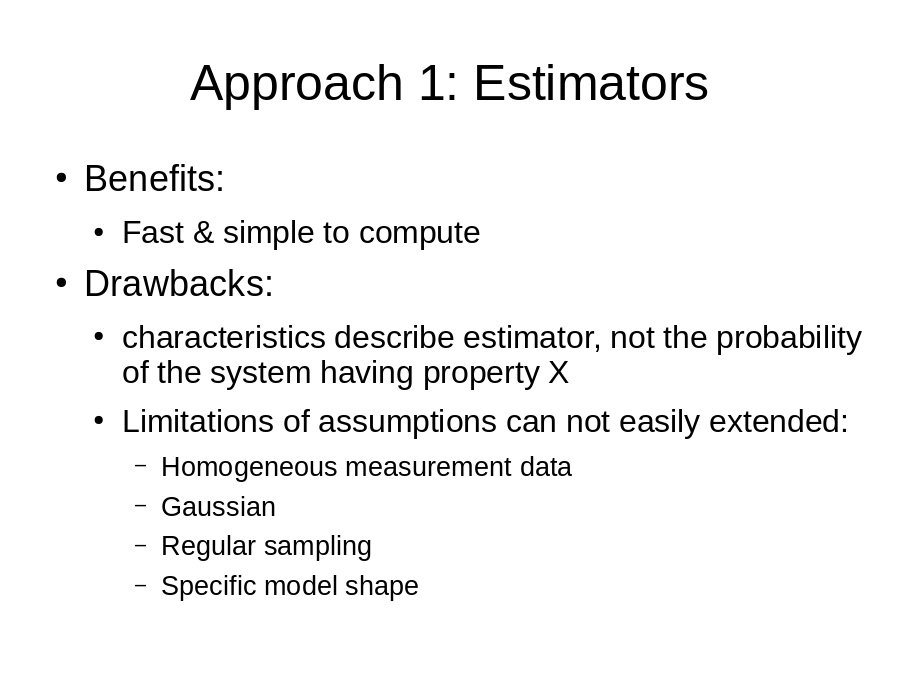 Approach 1: Estimators
• Benefits:
• Fast & simple to compute
• Drawbacks:
• characteristics describe estimator, not the probability
of the system having property X
• Limitations of assumptions can not easily extended:
– Homogeneous measurement data
– Gaussian
– Regular sampling
– Specific model shape